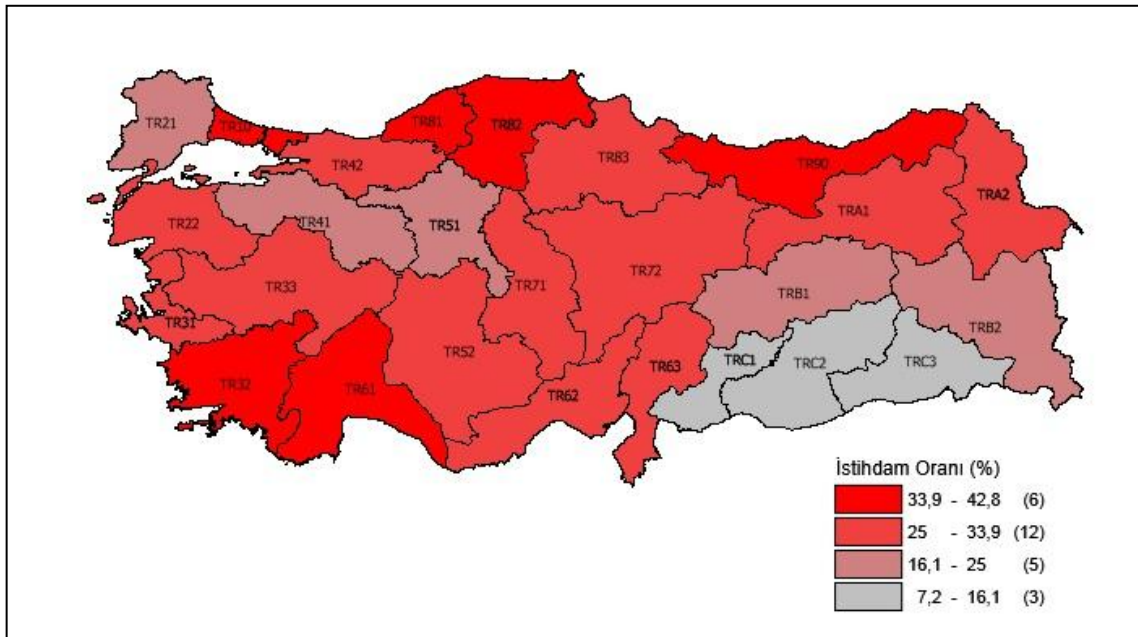 TR21
TR10
TR81
TR82
TR83
TR90
TR42
TRA1
TRA2
TR22
TR41
TR51
TR33
TR71
TR72
TRB1
TRB2
TR31
TR52
TR63
TRC1
TRC2
TRC3
TR32
TR61
TR62
İstihdam Oranı (%)
33,9 - 42,8 (6)
25 - 33,9 (12)
16,1 - 25 (5)
7,2 - 16,1 (3)